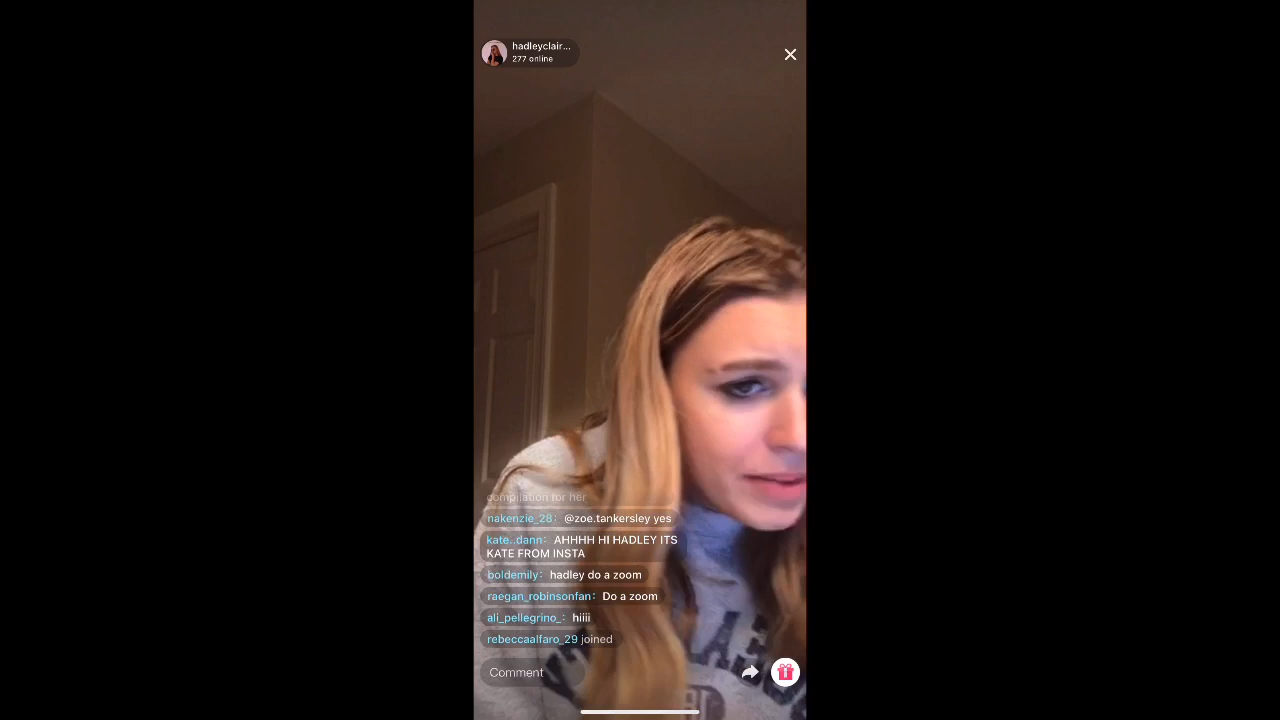 hadleyclair...
277 online
compilation for her
nakenzie_28: @zoe.tankersley yes
kate..dann: AHHHH HI HADLEY ITS
KATE FROM INSTA
boldemily: hadley do a zoom
raegan_robinsonfan: Do a zoom
ali_pellegrino_: hiiii
rebeccaalfaro_29 joined
Comment